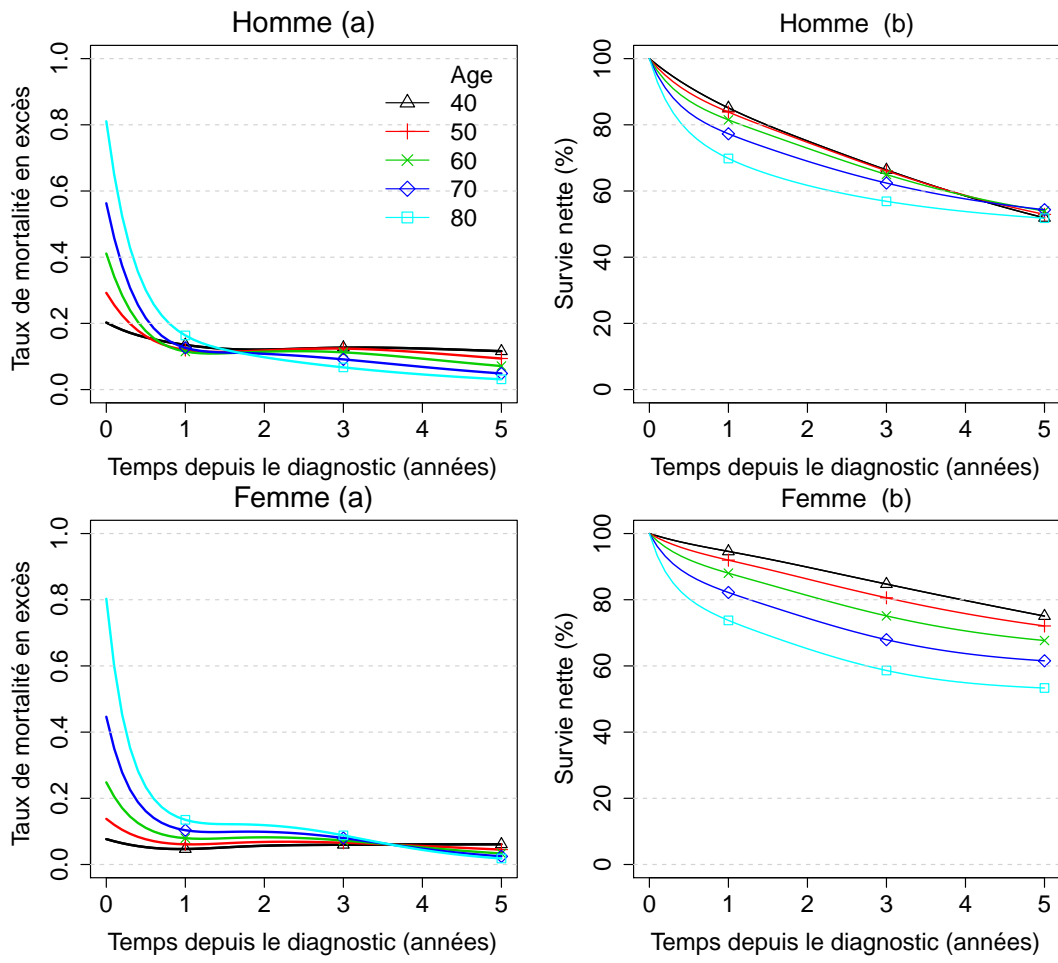 Homme (a)
Taux de mortalité en excès
1.0
0.8
0.6
0.4
0.2
0.0
Age
40
50
60
70
80
0 1 2 3 4 5
Temps depuis le diagnostic (années)
Homme (b)
Survie nette (%)
100
80
60
40
20
0
0 1 2 3 4 5
Temps depuis le diagnostic (années)
Femme (a)
Taux de mortalité en excès
1.0
0.8
0.6
0.4
0.2
0.0
0 1 2 3 4 5
Temps depuis le diagnostic (années)
Femme (b)
Survie nette (%)
100
80
60
40
20
0
0 1 2 3 4 5
Temps depuis le diagnostic (années)